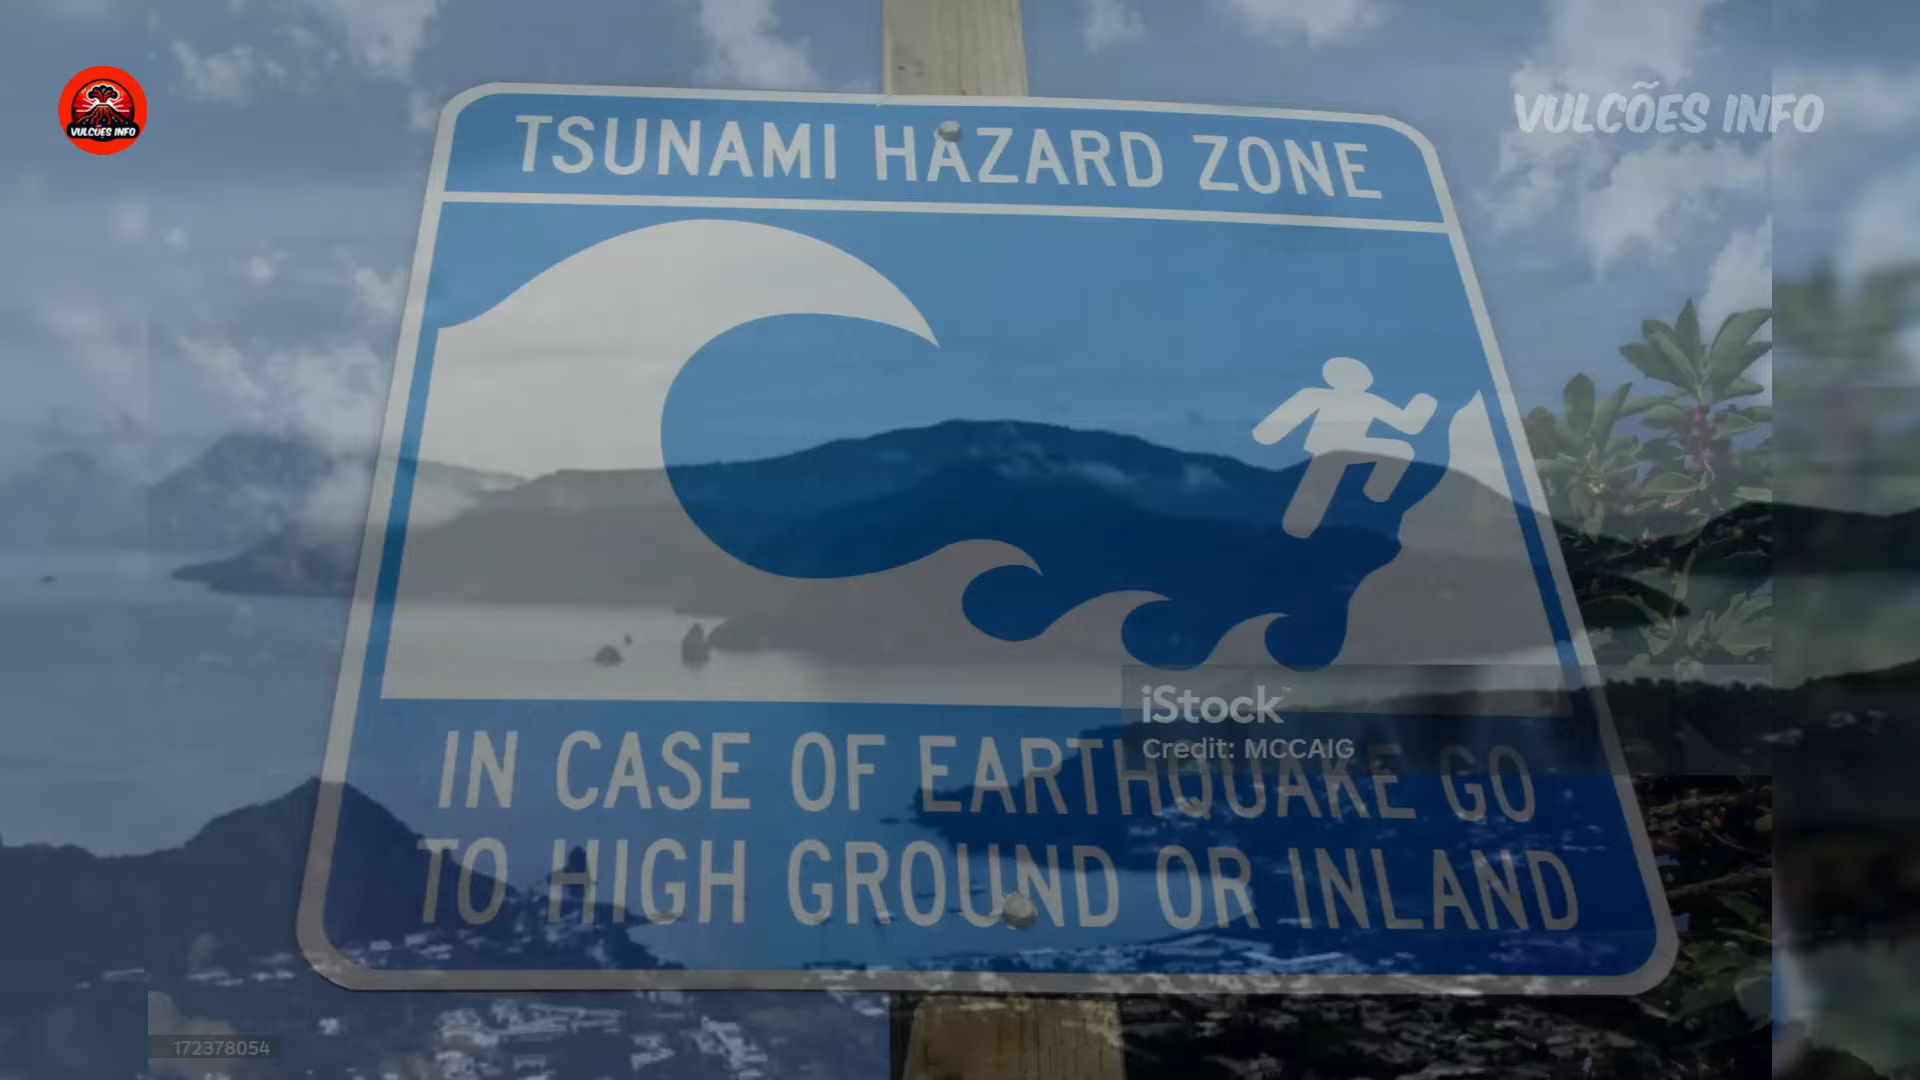 VULCÕES INFO
VULCÕES INFO
TSUNAMI HAZARD ZONE
iStock
Credit: MCCAIG
IN CASE OF EARTHQUAKE GO
TO HIGH GROUND OR INLAND
172378054